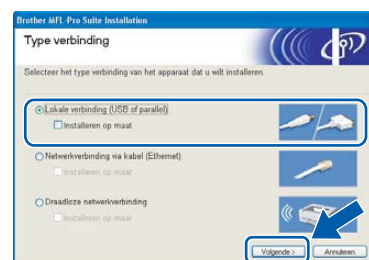 Brother MFL-Pro Suite Installation
Type verbinding
Selecteer het type verbinding van het apparaat dat u wilt installeren.
Lokale verbinding (USB of parallel)
Installeren op maat
Netwerkverbinding via kabel (Ethernet)
Installeren op maat
Draadloze netwerkverbinding
Installeren op maat
Volgende >
Annuleren